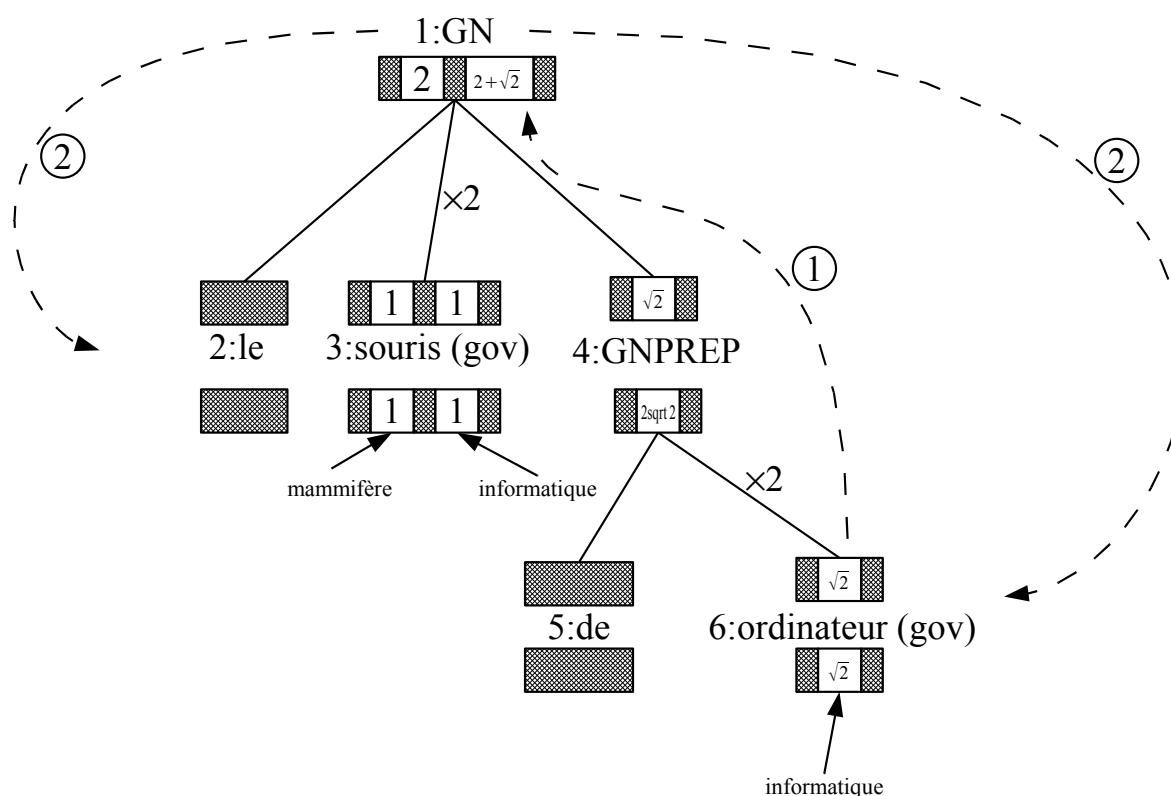 1:GN
2 2+√2
② ②
×2
①
1 1 √2
2:le 3:souris (gov) 4:GNPREP
1 1 2sqrt 2
mammifère informatique
×2
√2
5:de 6:ordinateur (gov)
√2
informatique